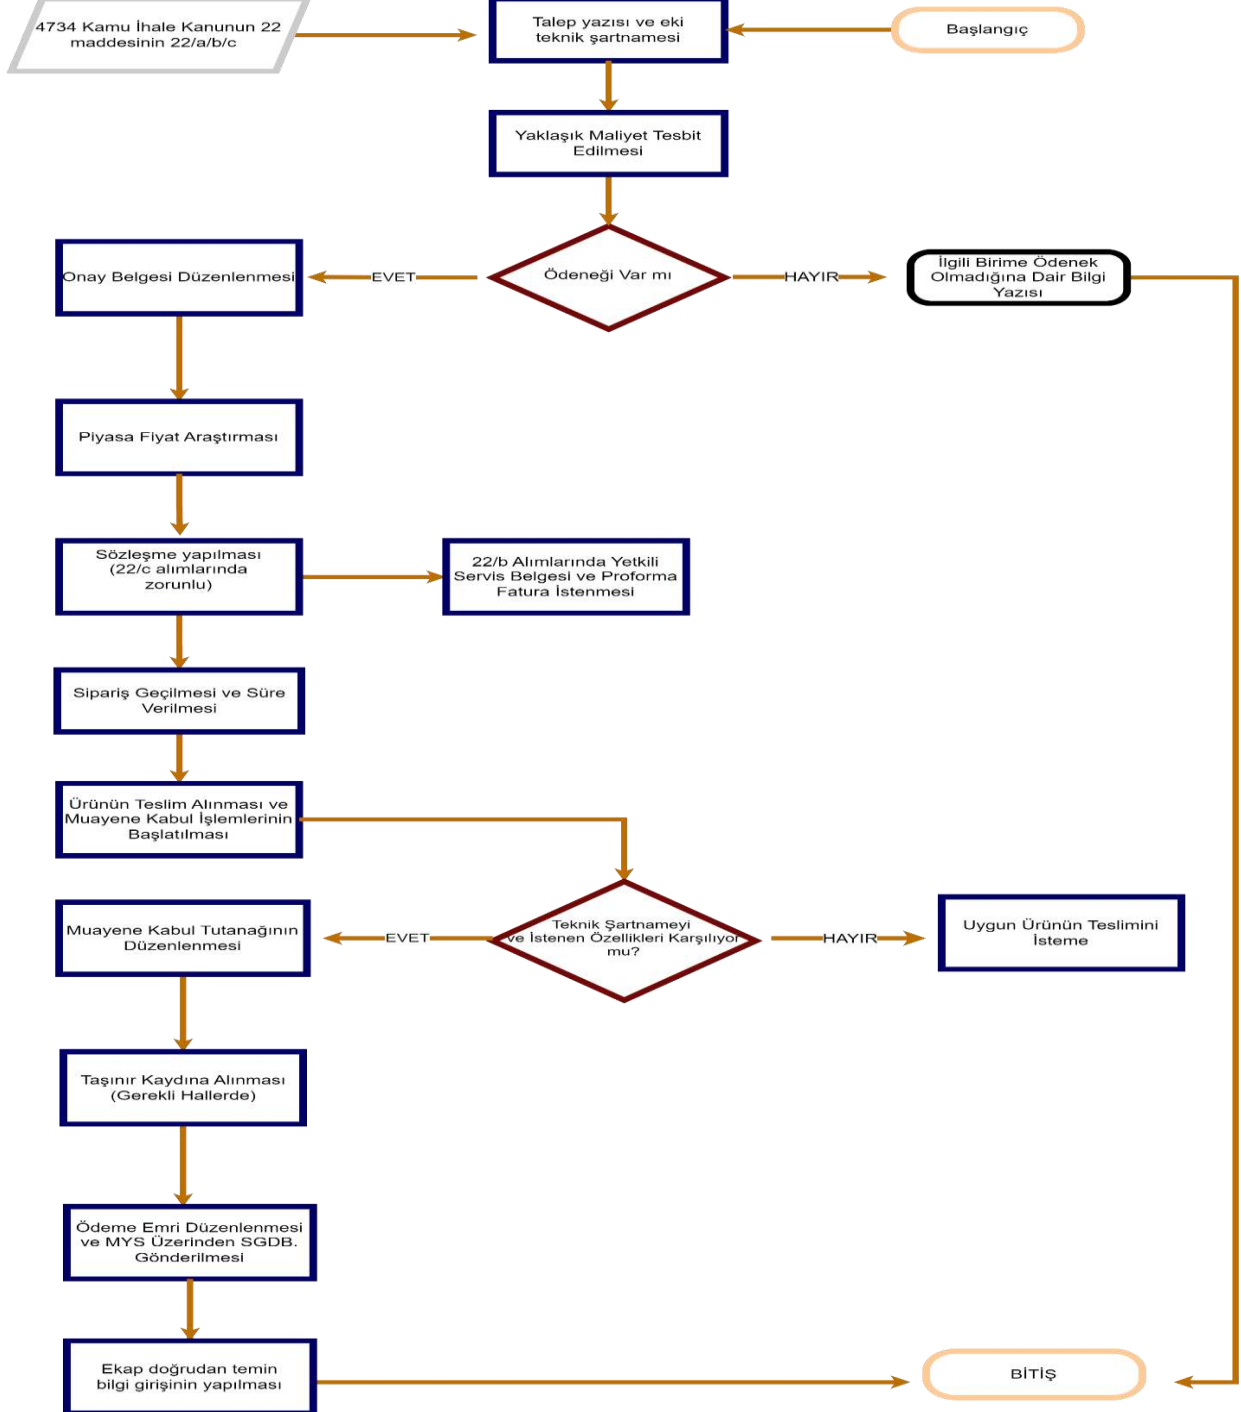 4734 Kamu İhale Kanunun 22
maddesinin 22/a/b/c
Talep yazısı ve eki
teknik şartnamesi
Başlangıç
Yaklaşık Maliyet Tesbit
Edilmesi
Onay Belgesi Düzenlenmesi
EVET
Ödeneği Var mı
HAYIR
İlgili Birime Ödenek
Olmadığına Dair Bilgi
Yazısı
Piyasa Fiyat Araştırması
Sözleşme yapılması
(22/c alımlarında
zorunlu)
22/b Alımlarında Yetkili
Servis Belgesi ve Proforma
Fatura İstenmesi
Sipariş Geçilmesi ve Süre
Verilmesi
Ürünün Teslim Alınması ve
Muayene Kabul İşlemlerinin
Başlatılması
Muayene Kabul Tutanağının
Düzenlenmesi
EVET
Teknik Şartnameyi
ve İstenen Özellikleri Karşılıyor
mu?
HAYIR
Uygun Ürünün Teslimini
İsteme
Taşınır Kaydına Alınması
(Gerekli Hallerde)
Ödeme Emri Düzenlenmesi
ve MYS Üzerinden SGDB.
Gönderilmesi
Ekap doğrudan temin
bilgi girişinin yapılması
BİTİŞ